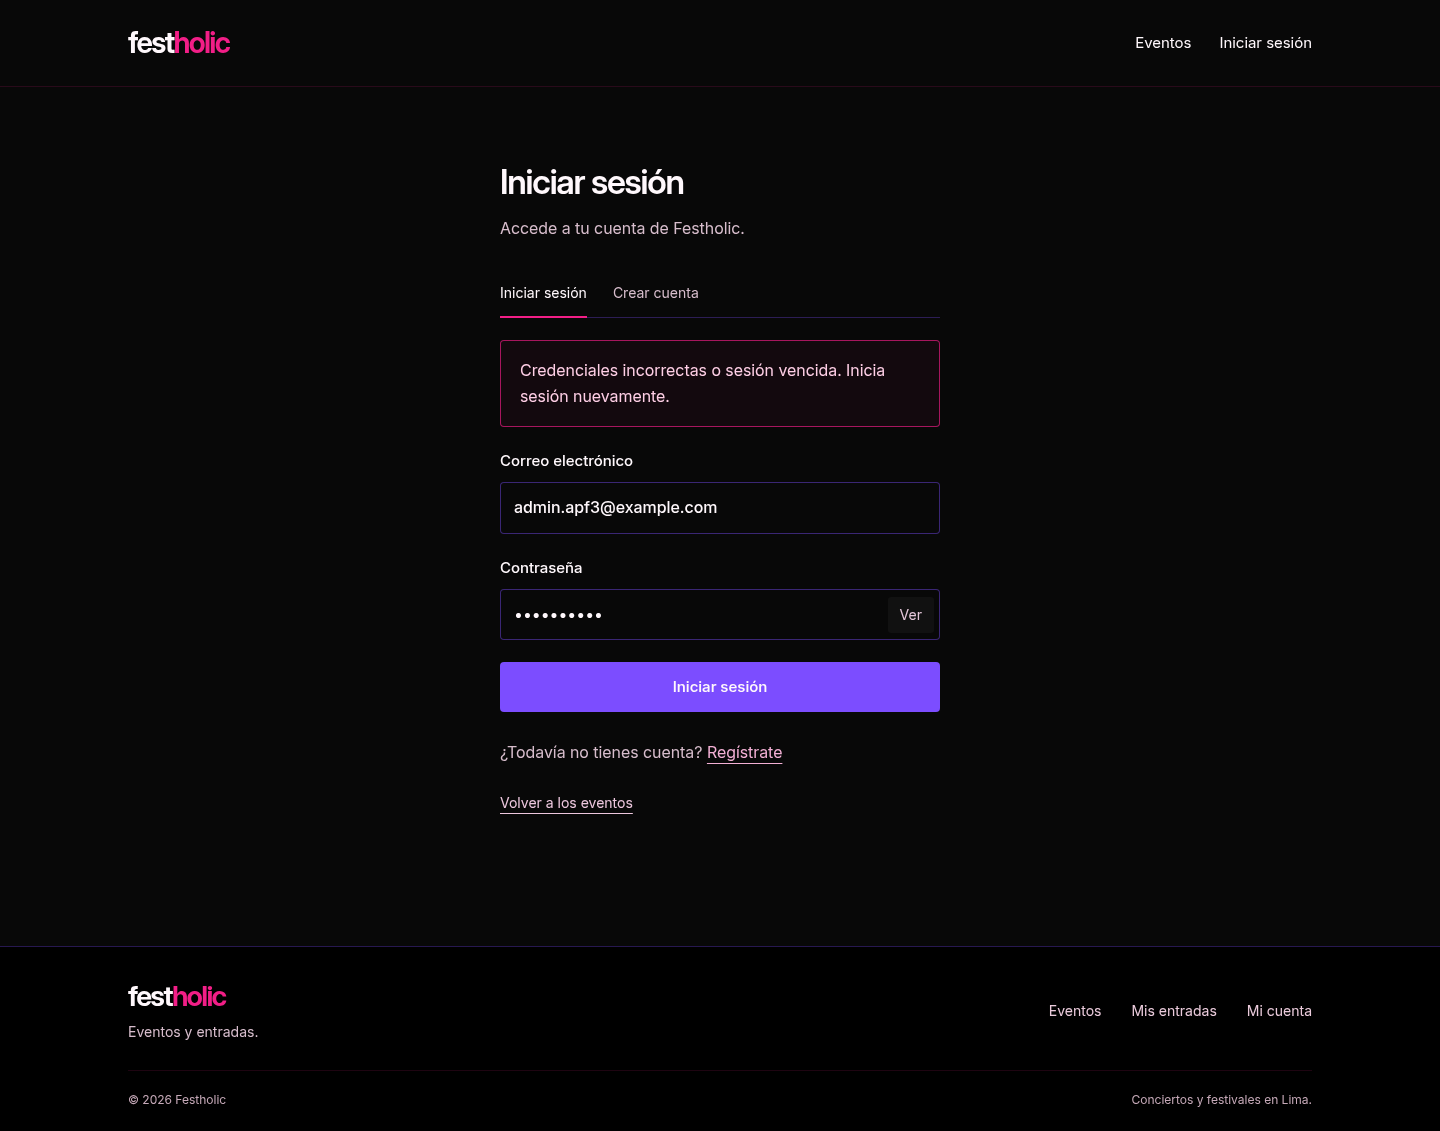 festholic
Eventos Iniciar sesión
Iniciar sesión
Accede a tu cuenta de Festholic.
Iniciar sesión Crear cuenta
Credenciales incorrectas o sesión vencida. Inicia
sesión nuevamente.
Correo electrónico
admin.apf3@example.com
Contraseña
•••••••••• Ver
Iniciar sesión
¿Todavía no tienes cuenta? Regístrate
Volver a los eventos
festholic
Eventos y entradas.
Eventos Mis entradas Mi cuenta
© 2026 Festholic
Conciertos y festivales en Lima.